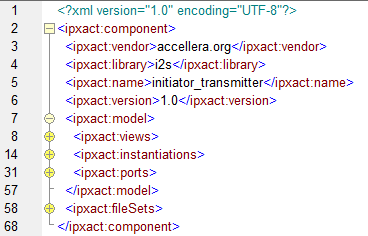 1 <?xml version="1.0" encoding="UTF-8"?>
2 <ipxact:component>
3 <ipxact:vendor>accellera.org</ipxact:vendor>
4 <ipxact:library>i2s</ipxact:library>
5 <ipxact:name>initiator_transmitter</ipxact:name>
6 <ipxact:version>1.0</ipxact:version>
7 <ipxact:model>
8 <ipxact:views>
14 <ipxact:instantiations>
31 <ipxact:ports>
57 </ipxact:model>
58 <ipxact:fileSets>
68 </ipxact:component>